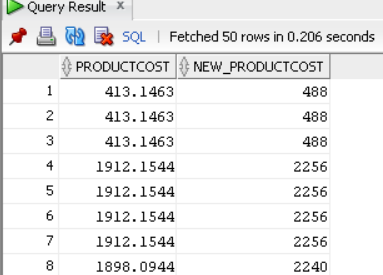 Query Result x
SQL | Fetched 50 rows in 0.206 seconds
PRODUCTCOST NEW_PRODUCTCOST
1 413.1463 488
2 413.1463 488
3 413.1463 488
4 1912.1544 2256
5 1912.1544 2256
6 1912.1544 2256
7 1912.1544 2256
8 1898.0944 2240